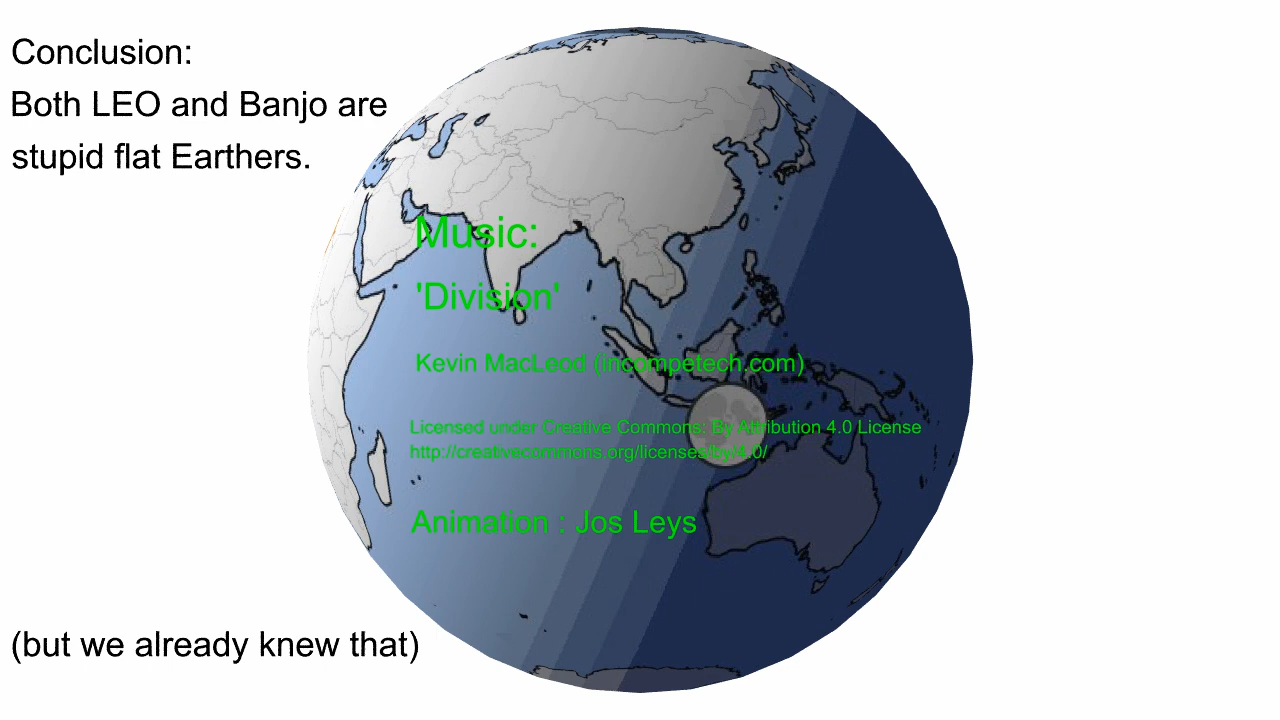 Conclusion:
Both LEO and Banjo are
stupid flat Earthers.
Music:
'Division'
Kevin MacLeod (incompetech.com)
Licensed under Creative Commons: By Attribution 4.0 License
http://creativecommons.org/licenses/by/4.0/
Animation : Jos Leys
(but we already knew that)